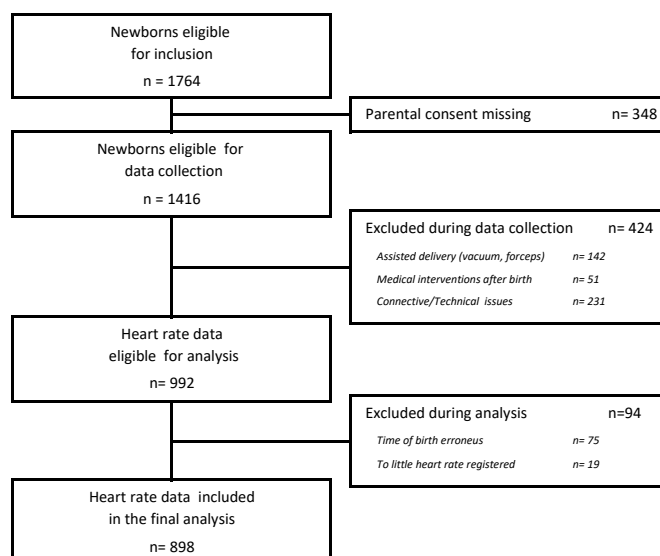 Newborns eligible
for inclusion
n = 1764
Parental consent missing n= 348
Newborns eligible for
data collection
n = 1416
Excluded during data collection n= 424
Assisted delivery (vacuum, forceps) n= 142
Medical interventions after birth n= 51
Connective/Technical issues n= 231
Heart rate data
eligible for analysis
n= 992
Excluded during analysis n=94
Time of birth erroneus n= 75
To little heart rate registered n= 19
Heart rate data included
in the final analysis
n= 898